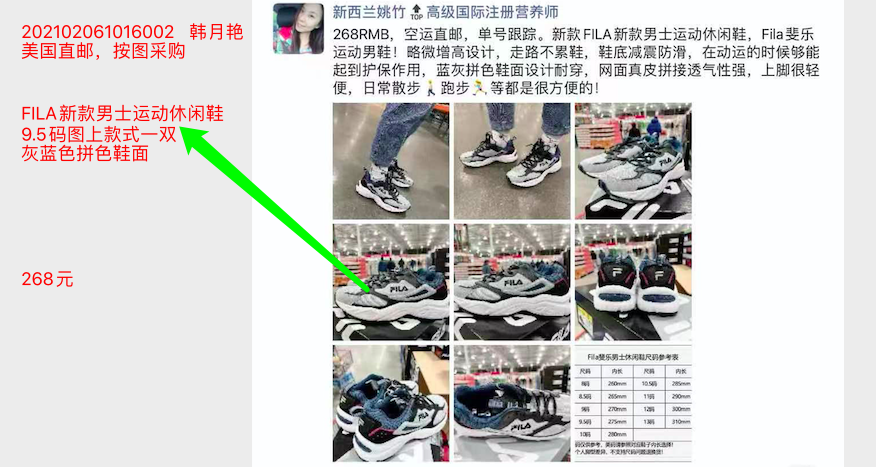 202102061016002 韩月艳
美国直邮，按图采购
FILA新款男士运动休闲鞋
9.5码图上款式一双
灰蓝色拼色鞋面
268元
新西兰姚竹🔝高级国际注册营养师
268RMB，空运直邮，单号跟踪。新款FILA新款男士运动休闲鞋，Fila斐乐
运动男鞋！略微增高设计，走路不累鞋，鞋底减震防滑，在动运的时候够能
起到护保作用，蓝灰拼色鞋面设计耐穿，网面真皮拼接透气性强，上脚很轻
便，日常散步🚶跑步🏃等都是很方便的！
FILA
FILA
FILA
FILA
Fila斐乐男士休闲鞋尺码参考表
尺码 内长 尺码 内长
8码 260mm 10.5码 285mm
8.5码 265mm 11码 290mm
9码 270mm 12码 300mm
9.5码 275mm 13码 310mm
10码 280mm